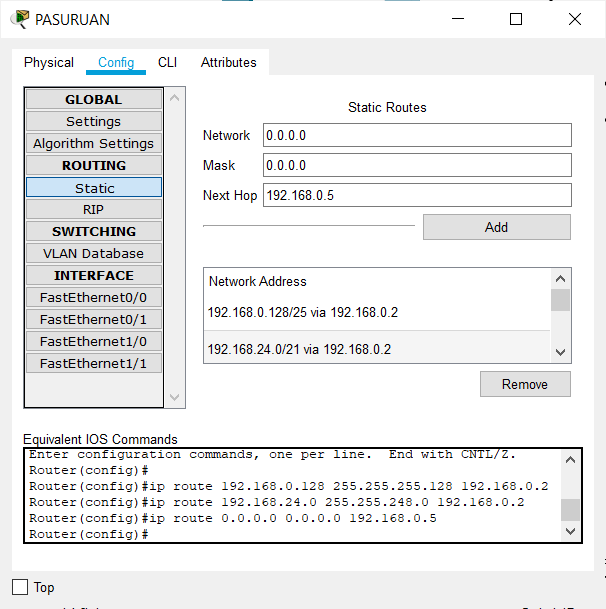 PASURUAN
Physical Config CLI Attributes
GLOBAL
Settings
Algorithm Settings
ROUTING
Static
RIP
SWITCHING
VLAN Database
INTERFACE
FastEthernet0/0
FastEthernet0/1
FastEthernet1/0
FastEthernet1/1
Static Routes
Network 0.0.0.0
Mask 0.0.0.0
Next Hop 192.168.0.5
Add
Network Address
192.168.0.128/25 via 192.168.0.2
192.168.24.0/21 via 192.168.0.2
Remove
Equivalent IOS Commands
Enter configuration commands, one per line. End with CNTL/Z.
Router(config)#
Router(config)#ip route 192.168.0.128 255.255.255.128 192.168.0.2
Router(config)#ip route 192.168.24.0 255.255.248.0 192.168.0.2
Router(config)#ip route 0.0.0.0 0.0.0.0 192.168.0.5
Router(config)#
Top